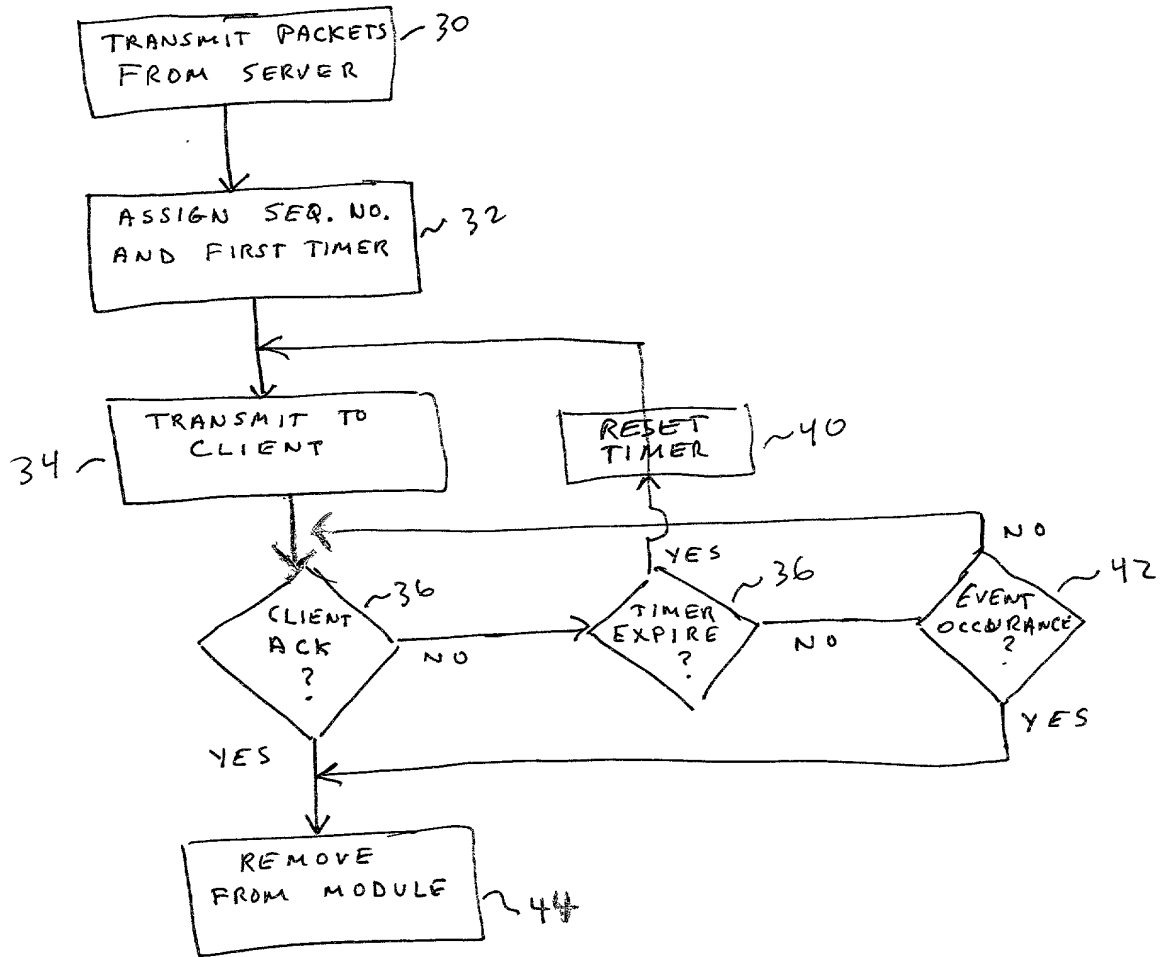 TRANSMIT PACKETS
FROM SERVER
30
ASSIGN SEQ. NO.
AND FIRST TIMER
32
TRANSMIT TO
CLIENT
34
RESET
TIMER
40
CLIENT
ACK
?
36
NO
YES
TIMER
EXPIRE
?
36
YES
NO
EVENT
OCCURANCE
?
42
NO
YES
REMOVE
FROM MODULE
44